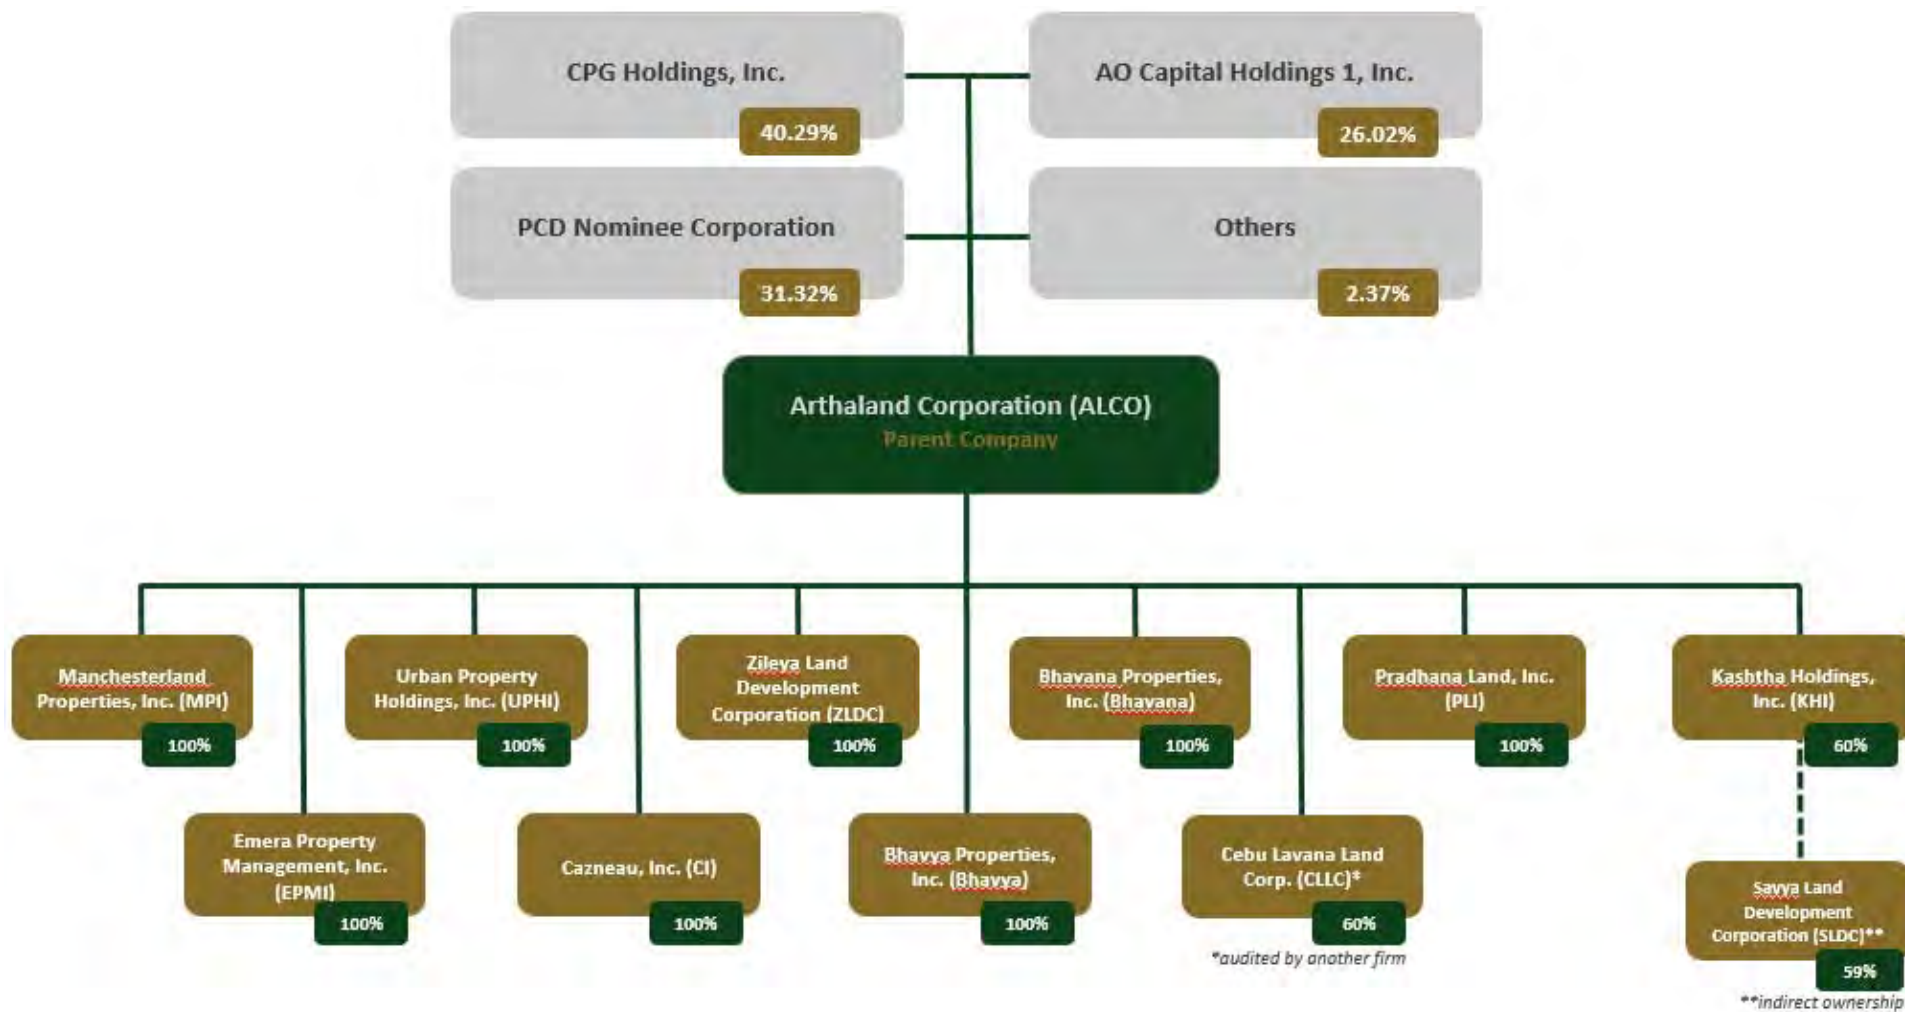 CPG Holdings, Inc.
40.29%
AO Capital Holdings 1, Inc.
26.02%
PCD Nominee Corporation
31.32%
Others
2.37%
Arthaland Corporation (ALCO)
Parent Company
Manchesterland
Properties, Inc. (MPI)
100%
Urban Property
Holdings, Inc. (UPHI)
100%
Zileya Land
Development
Corporation (ZLDC)
100%
Bhavana Properties,
Inc. (Bhavana)
100%
Pradhana Land, Inc.
(PLI)
100%
Kashtha Holdings,
Inc. (KHI)
60%
Emera Property
Management, Inc.
(EPMI)
100%
Cazneau, Inc. (CI)
100%
Bhavya Properties,
Inc. (Bhavya)
100%
Cebu Lavana Land
Corp. (CLLC)*
60%
*audited by another firm
Savya Land
Development
Corporation (SLDC)**
59%
**indirect ownership